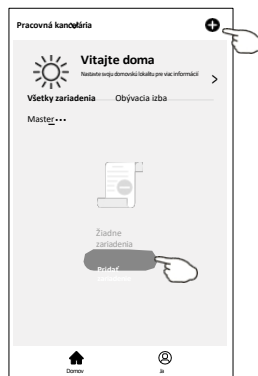 Pracovná kancelária
Vitajte doma
Nastavte svoju domovskú lokalitu pre viac informácií
Všetky zariadenia Obývacia izba
Master •••
Žiadne
zariadenia
Pridať
Domov Ja